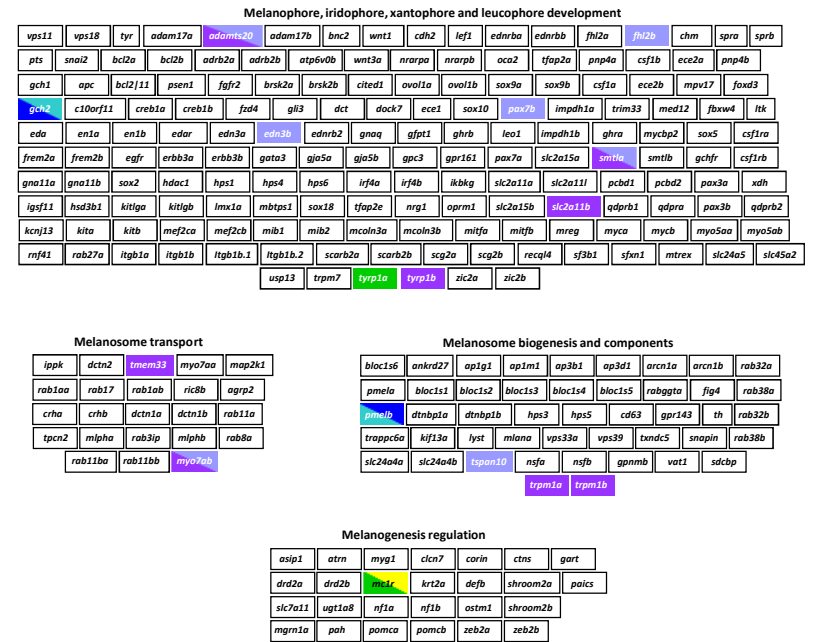 Melanophore, iridophore, xantophore and leucophore development
vps11 vps18 tyr adam17a adamts20 adam17b bnc2 wnt1 cdh2 lef1 ednrba ednrbb fhl2a fhl2b chm spra sprb
pts snai2 bcl2a bcl2b adrb2a adrb2b atp6v0b wnt3a nrarpa nrarpb oca2 tfap2a pnp4a csf1b ece2a pnp4b
gch1 apc bcl2|11 psen1 fgfr2 brsk2a brsk2b cited1 ovol1a ovol1b sox9a sox9b csf1a ece2b mpv17 foxd3
gch2 c10orf11 creb1a creb1b fzd4 gli3 dct dock7 ece1 sox10 pax7b impdh1a trim33 med12 fbxw4 ltk
eda en1a en1b edar edn3a edn3b ednrb2 gnaq gfpt1 ghrb leo1 impdh1b ghra mycbp2 sox5 csf1ra
frem2a frem2b egfr erbb3a erbb3b gata3 gja5a gja5b gpc3 gpr161 pax7a slc2a15a smtla smtlb gchfr csf1rb
gna11a gna11b sox2 hdac1 hps1 hps4 hps6 irf4a irf4b ikbkg slc2a11a slc2a11l pcbd1 pcbd2 pax3a xdh
igsf11 hsd3b1 kitlga kitlgb lmx1a mbtps1 sox18 tfap2e nrg1 oprm1 slc2a15b slc2a11b qdprb1 qdpra pax3b qdprb2
kcnj13 kita kitb mef2ca mef2cb mib1 mib2 mcoln3a mcoln3b mitfa mitfb mreg myca mycb myo5aa myo5ab
rnf41 rab27a itgb1a itgb1b Itgb1b.1 Itgb1b.2 scarb2a scarb2b scg2a scg2b recql4 sf3b1 sfxn1 mtrex slc24a5 slc45a2
usp13 trpm7 tyrp1a tyrp1b zic2a zic2b
Melanosome transport
ippk dctn2 tmem33 myo7aa map2k1
rab1aa rab17 rab1ab ric8b agrp2
crha crhb dctn1a dctn1b rab11a
tpcn2 mlpha rab3ip mlphb rab8a
rab11ba rab11bb myo7ab
Melanosome biogenesis and components
bloc1s6 ankrd27 ap1g1 ap1m1 ap3b1 ap3d1 arcn1a arcn1b rab32a
pmela bloc1s1 bloc1s2 bloc1s3 bloc1s4 bloc1s5 rabggta fig4 rab38a
pmelb dtnbp1a dtnbp1b hps3 hps5 cd63 gpr143 th rab32b
trappc6a kif13a lyst mlana vps33a vps39 txndc5 snapin rab38b
slc24a4a slc24a4b tspan10 nsfa nsfb gpnmb vat1 sdcbp
trpm1a trpm1b
Melanogenesis regulation
asip1 atrn myg1 clcn7 corin ctns gart
drd2a drd2b mc1r krt2a defb shroom2a paics
slc7a11 ugt1a8 nf1a nf1b ostm1 shroom2b
mgrn1a pah pomca pomcb zeb2a zeb2b